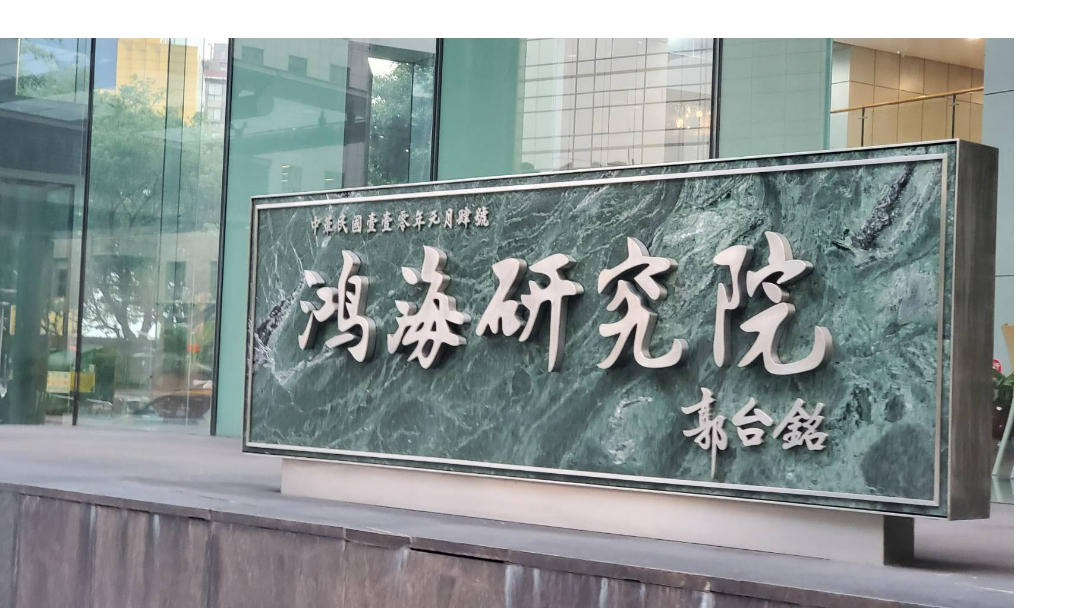 中華民國壹壹零年元月肆號
鴻海研究院
郭台銘